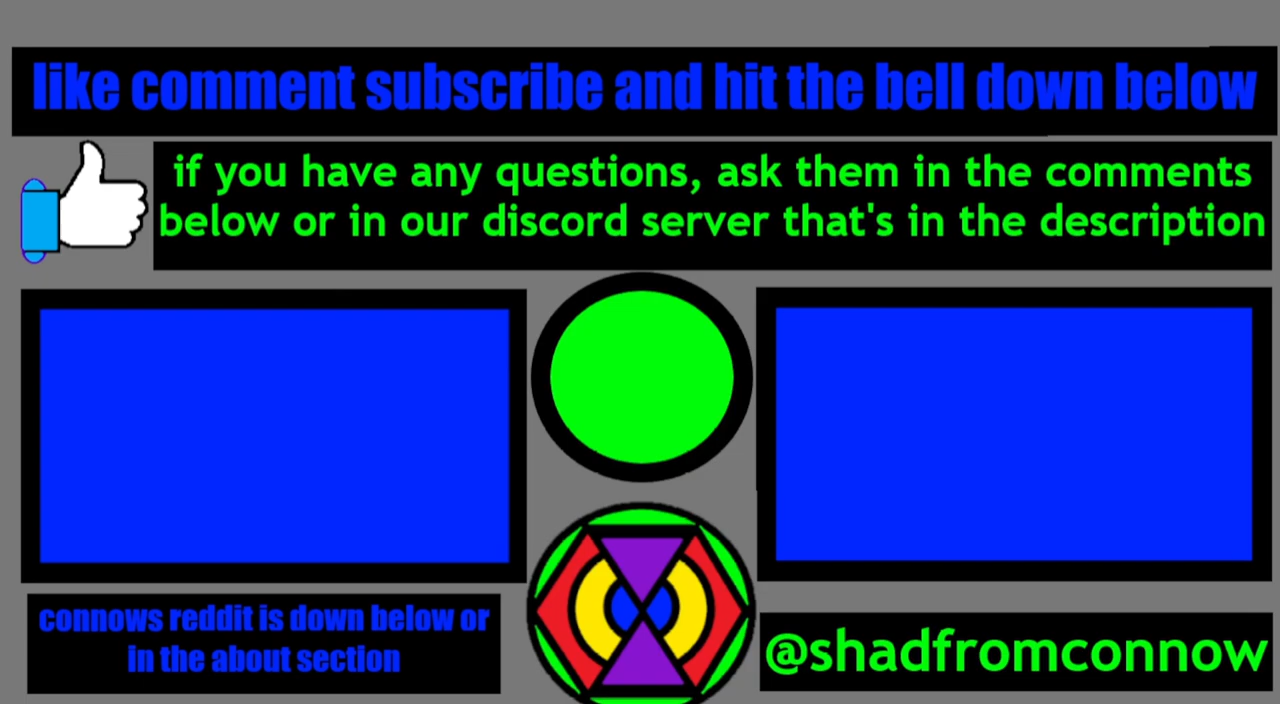 like comment subscribe and hit the bell down below
if you have any questions, ask them in the comments
below or in our discord server that's in the description
connows reddit is down below or
in the about section
@shadfromconnow